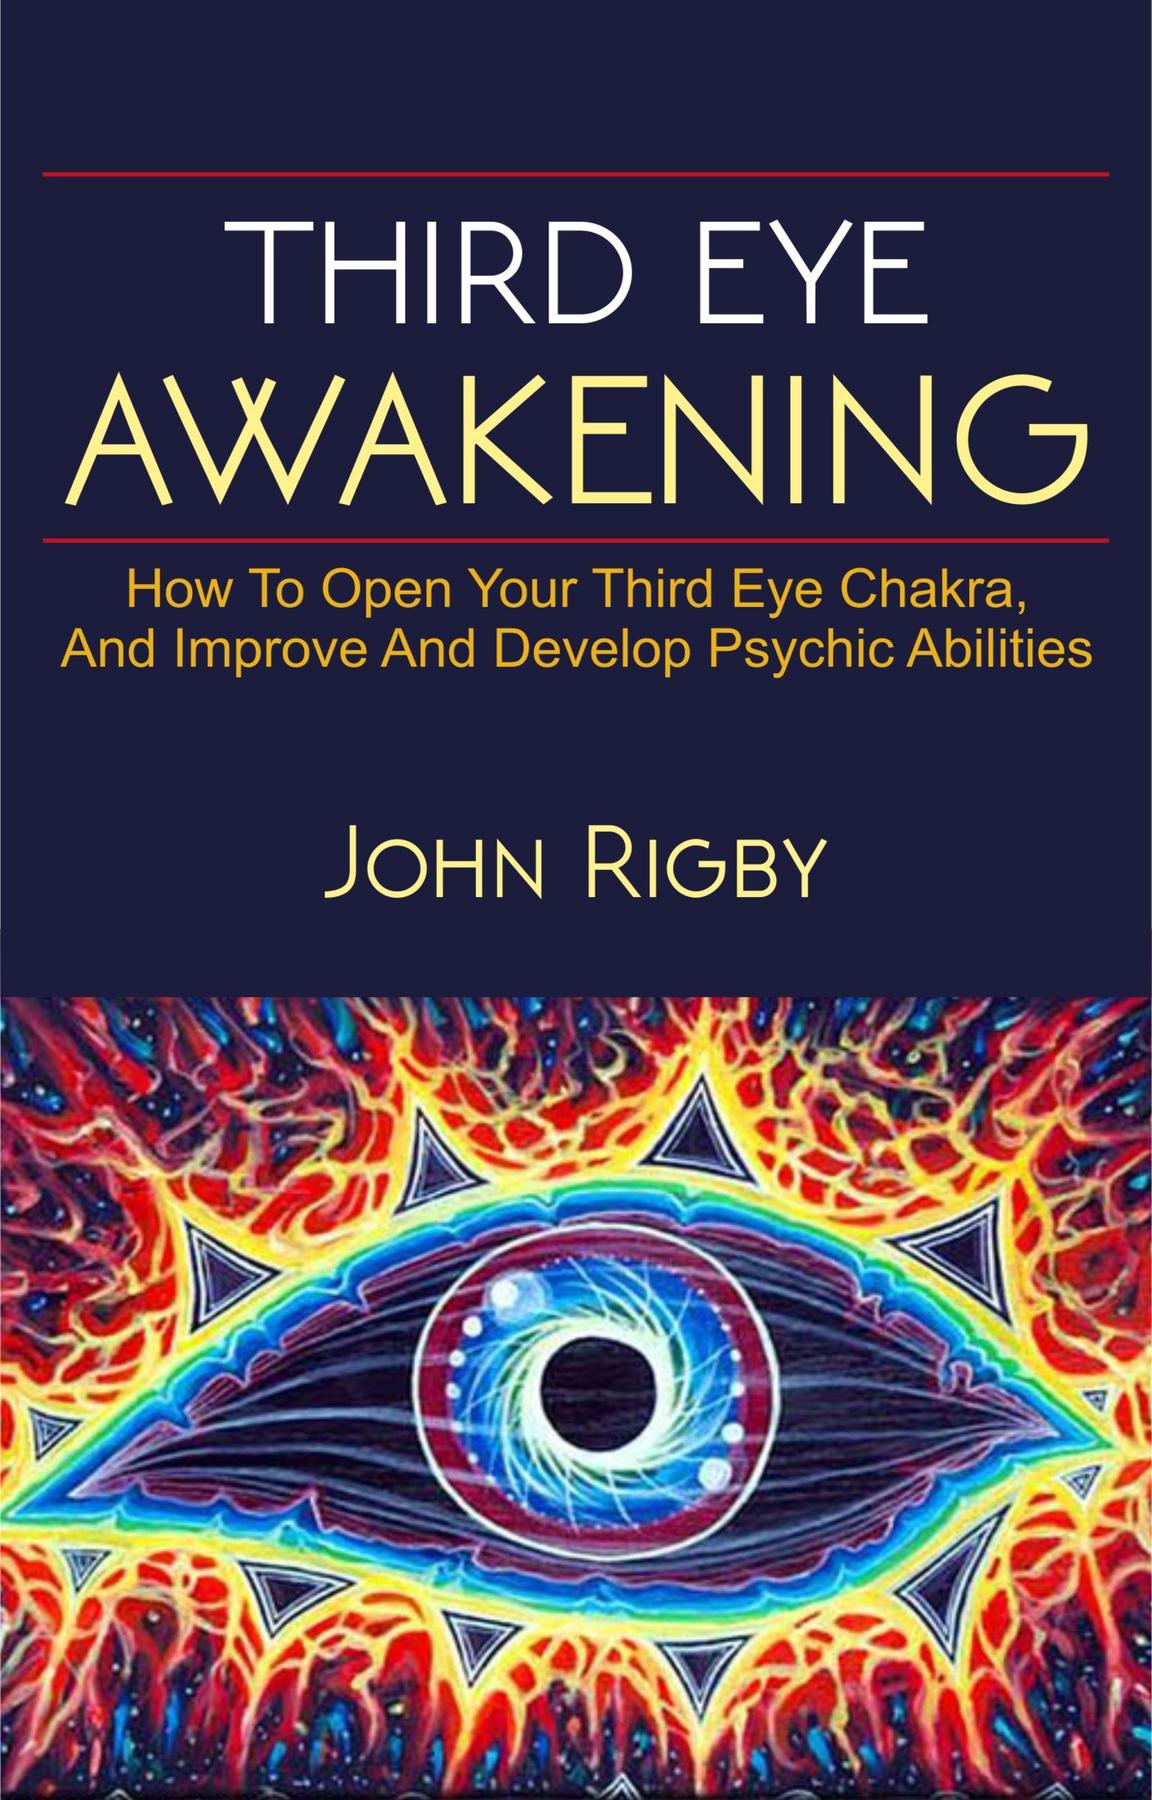 THIRD EYE
AWAKENING
How To Open Your Third Eye Chakra,
And Improve And Develop Psychic Abilities
JOHN RIGBY